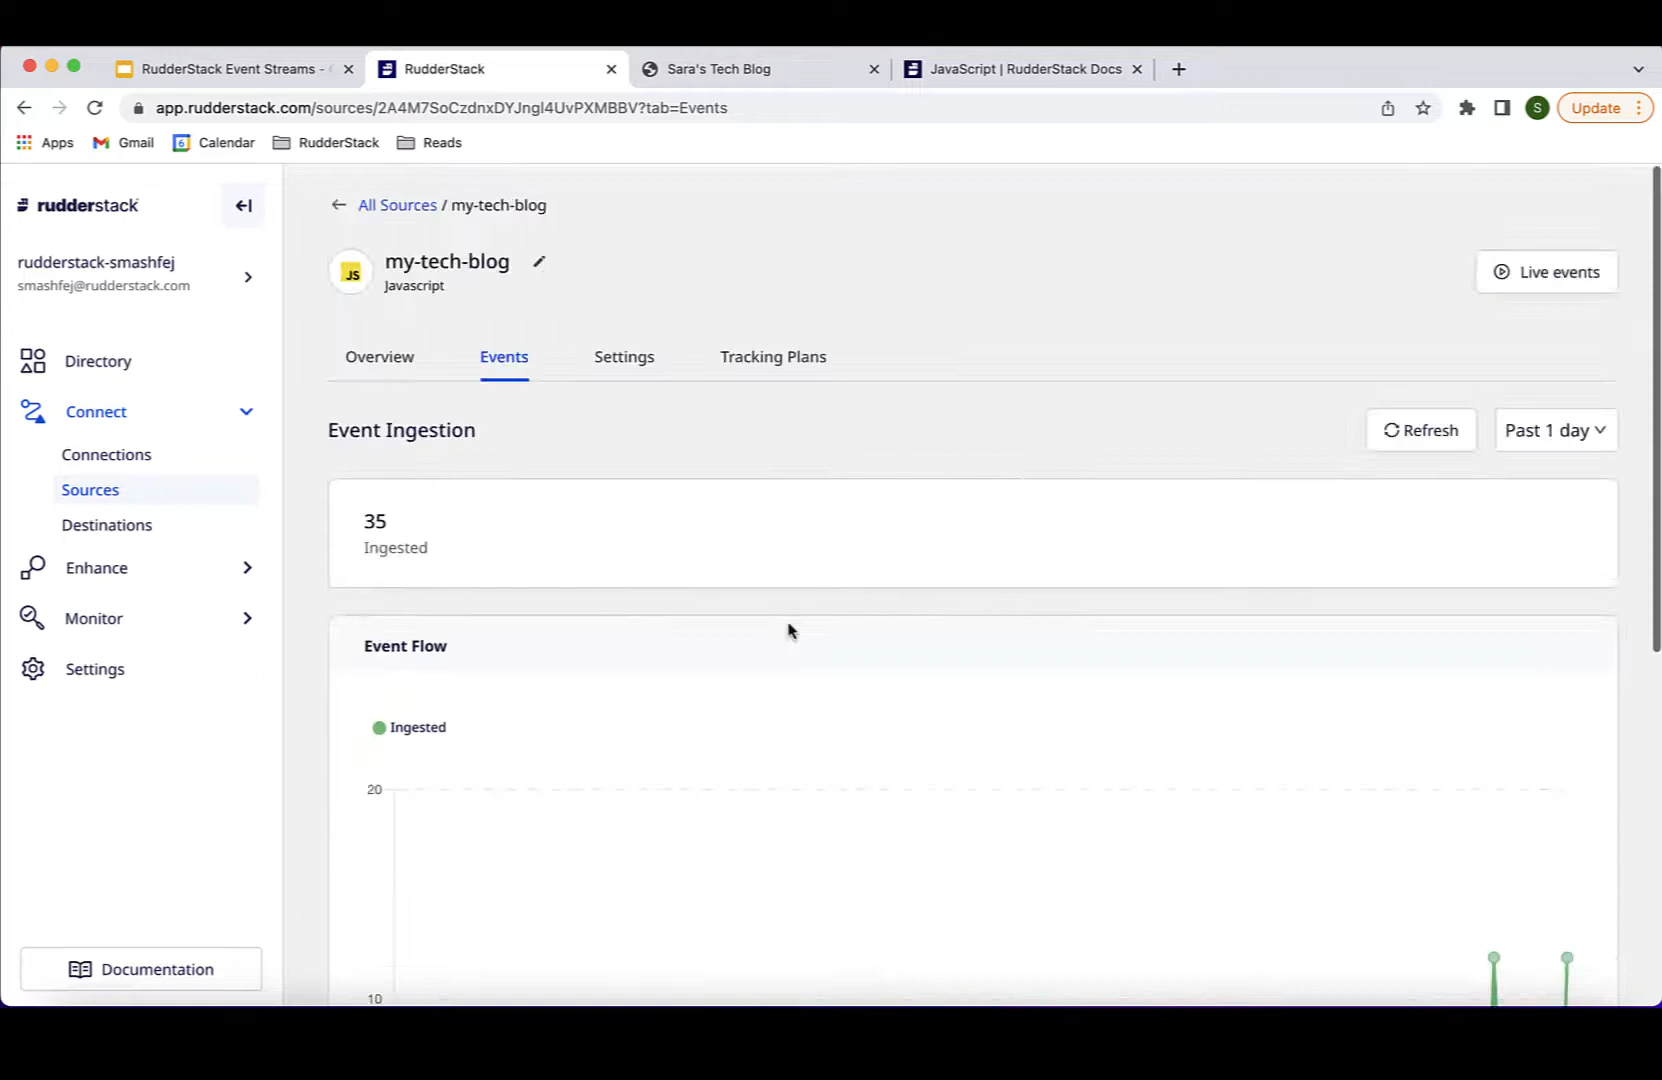 RudderStack Event Streams -
RudderStack
Sara's Tech Blog
JavaScript | RudderStack Docs
app.rudderstack.com/sources/2A4M7SoCzdnxDYJngl4UvPXMBBV?tab=Events
S
Update
Apps
Gmail
6
Calendar
RudderStack
Reads
rudderstack
rudderstack-smashfej
smashfej@rudderstack.com
Directory
Connect
Connections
Sources
Destinations
Enhance
Monitor
Settings
Documentation
All Sources / my-tech-blog
JS
my-tech-blog
Javascript
Live events
Overview
Events
Settings
Tracking Plans
Event Ingestion
Refresh
Past 1 day
35
Ingested
Event Flow
Ingested
20
10